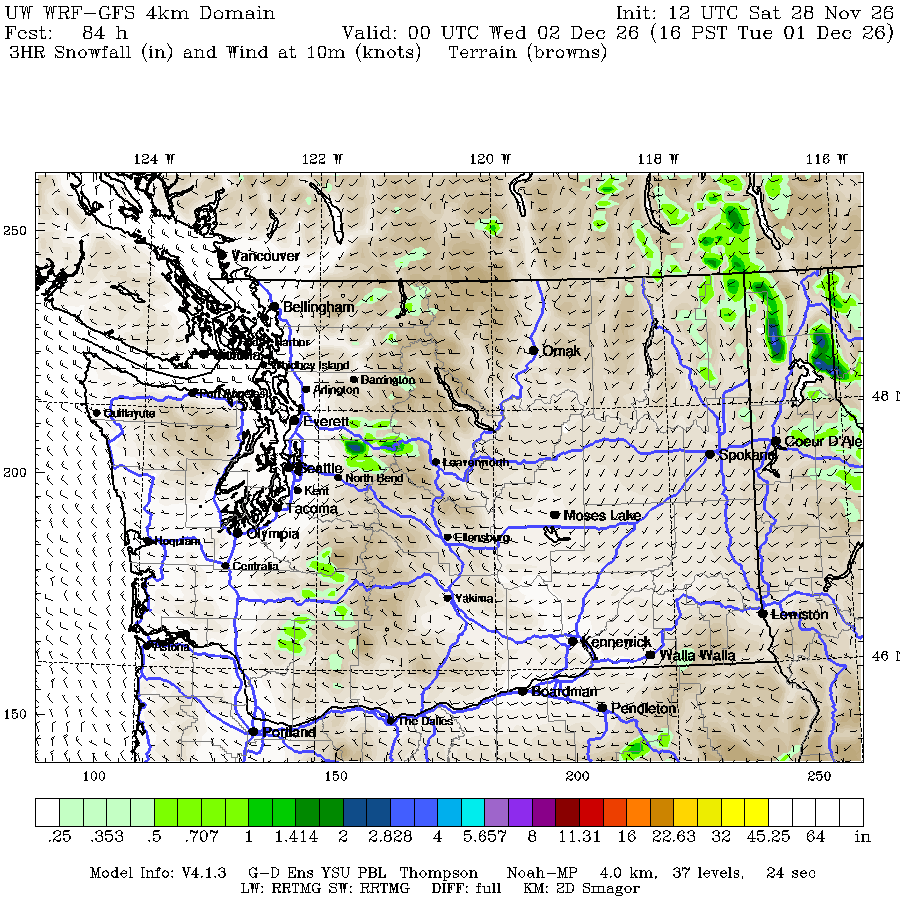 UW WRF-GFS 4km Domain Init: 12 UTC Sat 28 Nov 26
Fcst: 84 h Valid: 00 UTC Wed 02 Dec 26 (16 PST Tue 01 Dec 26)
3HR Snowfall (in) and Wind at 10m (knots) Terrain (browns)
124 W 122 W 120 W 118 W 116 W
250
Vancouver
Bellingham
Harbor
Victoria
Whidbey Island
Omak
Darrington
Arlington
Port Angeles
48 N
Quillayute
Everett
Coeur D'Ale
Spokane
Leavenworth
200
Seattle
North Bend
Kent
Tacoma
Moses Lake
Olympia
Hoquiam
Ellensburg
Centralia
Yakima
Lewiston
Kennewick
Astoria
Walla Walla
46 N
Boardman
Pendleton
150
The Dalles
Portland
100 150 200 250
.25 .353 .5 .707 1 1.414 2 2.828 4 5.657 8 11.31 16 22.63 32 45.25 64 in
Model Info: V4.1.3 G-D Ens YSU PBL Thompson Noah-MP 4.0 km, 37 levels, 24 sec
LW: RRTMG SW: RRTMG DIFF: full KM: 2D Smagor